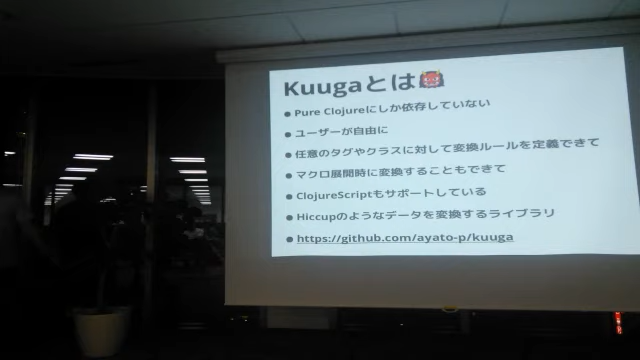 Kuugaとは👹
● Pure Clojureにしか依存していない
● ユーザーが自由に
● 任意のタグやクラスに対して変換ルールを定義できて
● マクロ展開時に変換することもできて
● ClojureScriptもサポートしている
● Hiccupのようなデータを変換するライブラリ
● https://github.com/ayato-p/kuuga